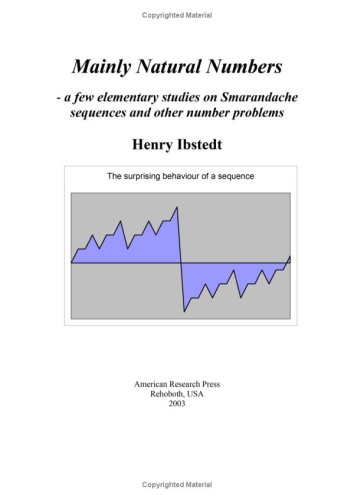 Copyrighted Material
Mainly Natural Numbers
- a few elementary studies on Smarandache
sequences and other number problems
Henry Ibstedt
The surprising behaviour of a sequence
American Research Press
Rehoboth, USA
2003
Copyrighted Material